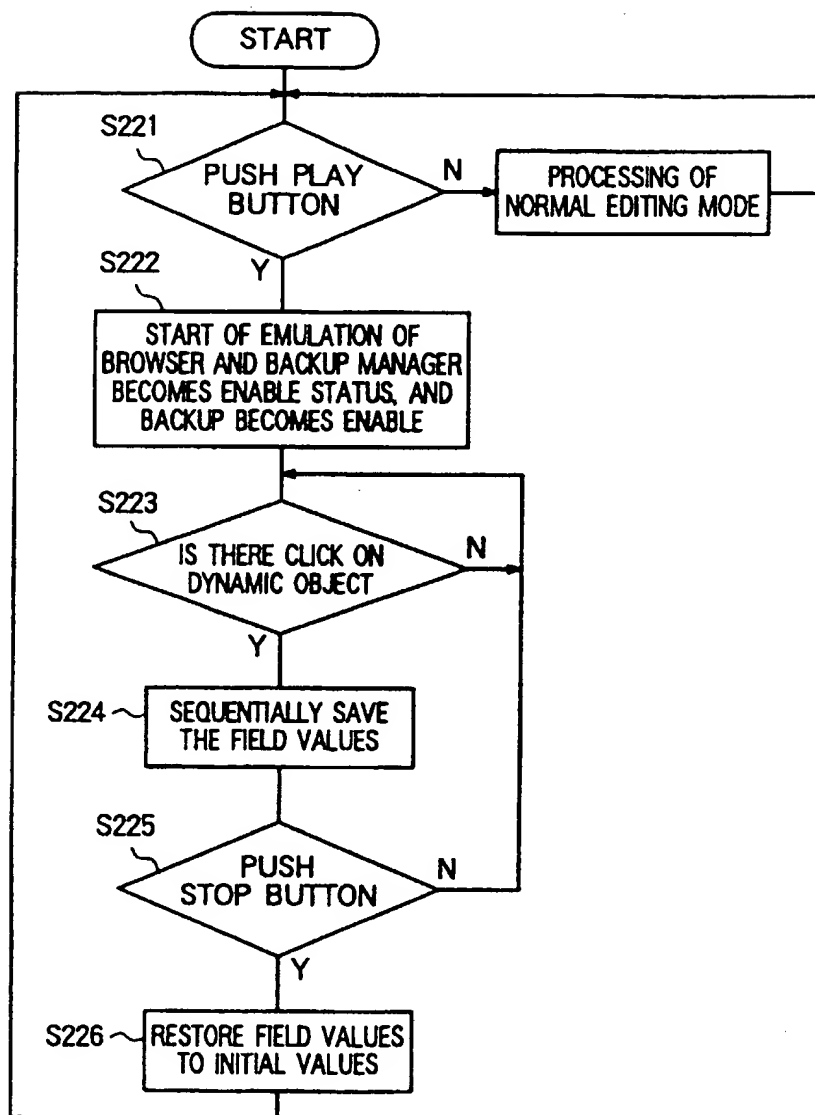 START
S221
PUSH PLAY
BUTTON
N
PROCESSING OF
NORMAL EDITING MODE
Y
S222
START OF EMULATION OF
BROWSER AND BACKUP MANAGER
BECOMES ENABLE STATUS, AND
BACKUP BECOMES ENABLE
S223
IS THERE CLICK ON
DYNAMIC OBJECT
N
Y
S224
SEQUENTIALLY SAVE
THE FIELD VALUES
S225
PUSH
STOP BUTTON
N
Y
S226
RESTORE FIELD VALUES
TO INITIAL VALUES